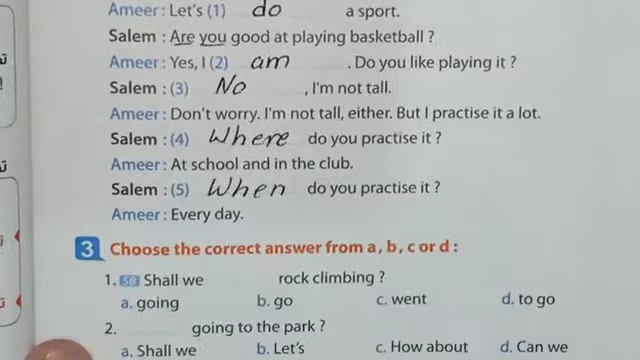 Ameer : Let's (1) do a sport.
Salem : Are you good at playing basketball ?
Ameer : Yes, I (2) am . Do you like playing it ?
Salem : (3) No , I'm not tall.
Ameer : Don't worry. I'm not tall, either. But I practise it a lot.
Salem : (4) Where do you practise it ?
Ameer : At school and in the club.
Salem : (5) When do you practise it ?
Ameer : Every day.
3 Choose the correct answer from a , b , c or d :
1. SB Shall we rock climbing ?
a. going b. go c. went d. to go
2. going to the park ?
a. Shall we b. Let's c. How about d. Can we